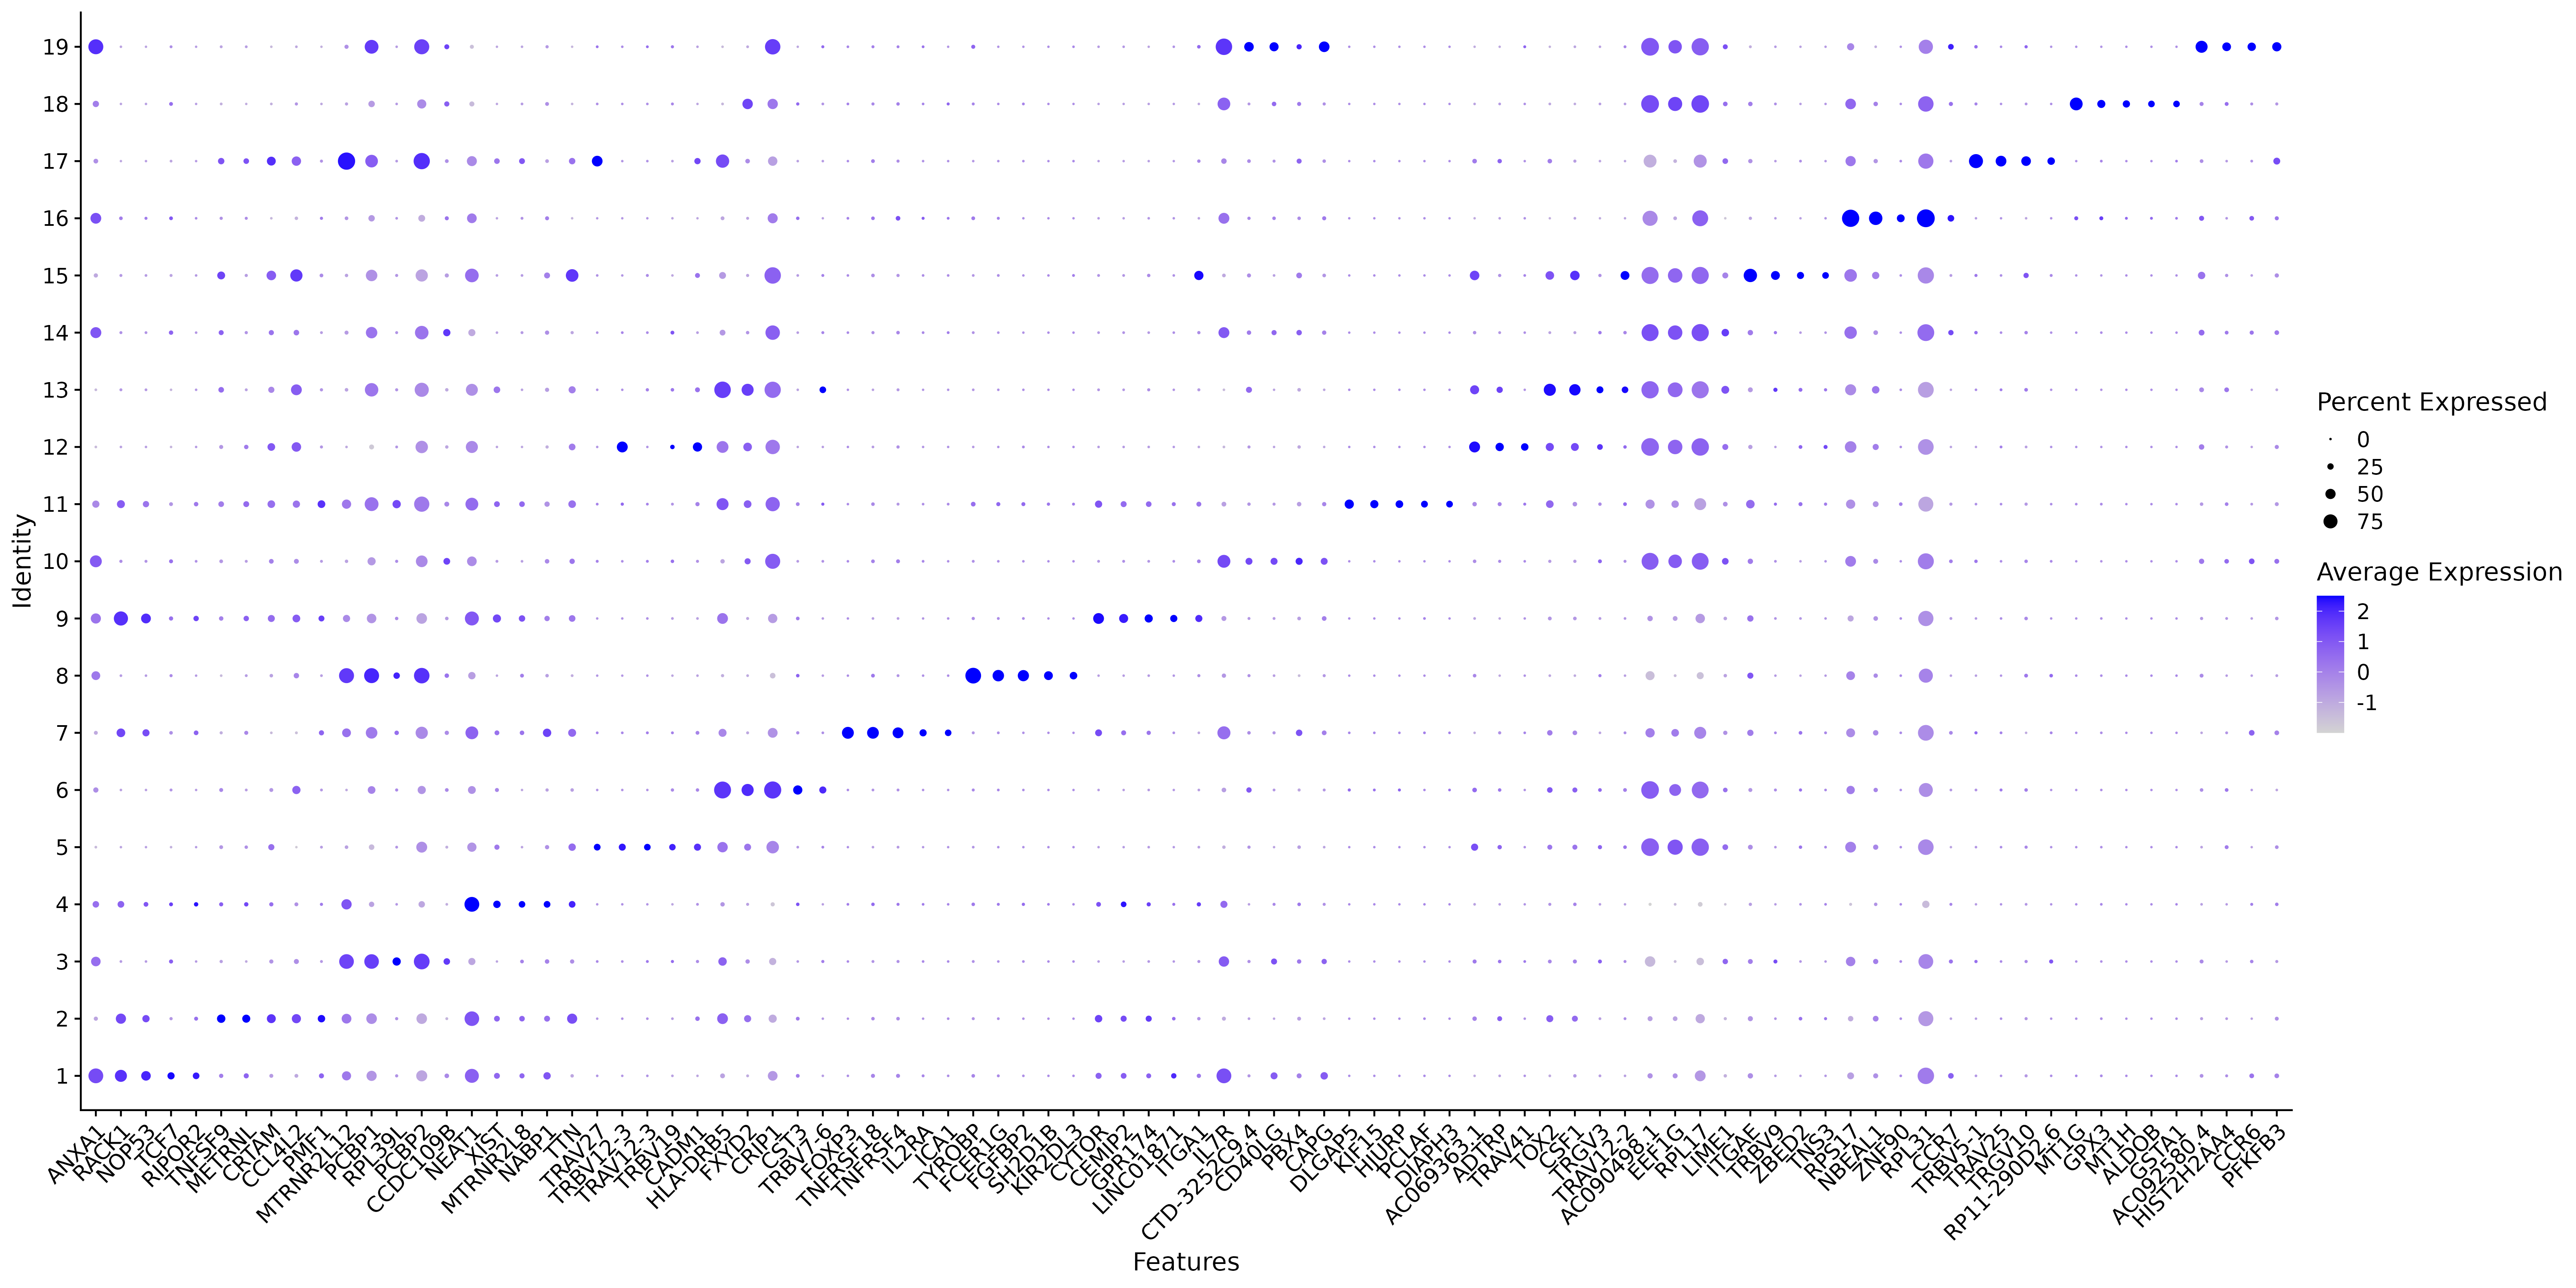 19
18
17
16
15
14
13
12
11
10
9
8
7
6
5
4
3
2
1
Identity
ANXA1
RACK1
NOP53
TCF7
RIPOR2
TNFSF9
METRNL
CRTAM
CCL4L2
PMF1
MTRNR2L12
PCBP1
RPL39L
PCBP2
CCDC109B
NEAT1
XIST
MTRNR2L8
NABP1
TTN
TRAV27
TRBV12-3
TRAV12-3
TRBV19
CADM1
HLA-DRB5
FXYD2
CRIP1
CST3
TRBV7-6
FOXP3
TNFRSF18
TNFRSF4
IL2RA
ICA1
TYROBP
FCER1G
FGFBP2
SH2D1B
KIR2DL3
CYTOR
CEMIP2
GPR174
LINC01871
ITGA1
IL7R
CTD-3252C9.4
CD40LG
PBX4
CAPG
DLGAP5
KIF15
HJURP
PCLAF
DIAPH3
AC069363.1
ADTRP
TRAV41
TOX2
CSF1
TRGV3
TRAV12-2
AC090498.1
EEF1G
RPL17
LIME1
ITGAE
TRBV9
ZBED2
TNS3
RPS17
NBEAL1
ZNF90
RPL31
CCR7
TRBV5-1
TRAV25
TRGV10
RP11-290D2.6
MT1G
GPX3
MT1H
ALDOB
GSTA1
AC092580.4
HIST2H2AA4
CCR6
PFKFB3
Features
Percent Expressed
0
25
50
75
Average Expression
2
1
0
-1